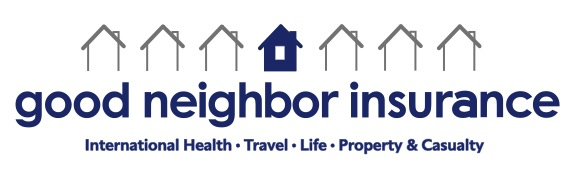 good neighbor insurance
International Health • Travel • Life • Property & Casualty